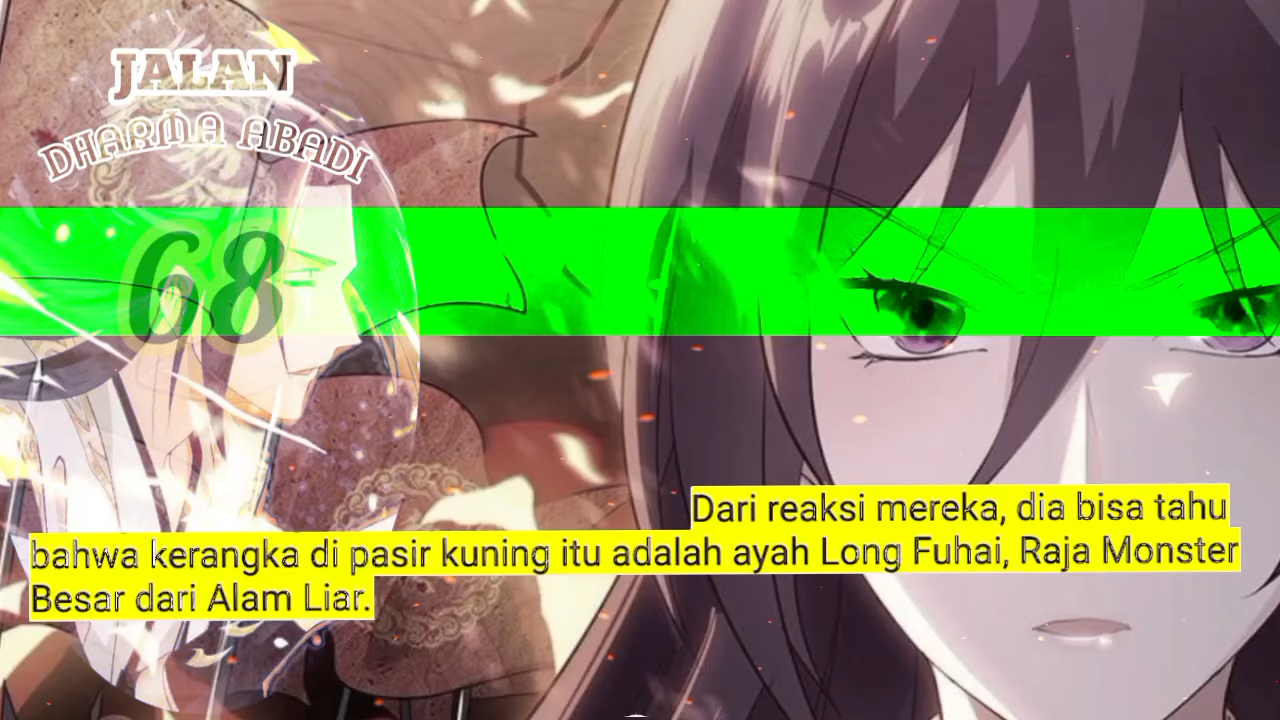 JALAN
DHARMA ABADI
68
Dari reaksi mereka, dia bisa tahu
bahwa kerangka di pasir kuning itu adalah ayah Long Fuhai, Raja Monster
Besar dari Alam Liar.